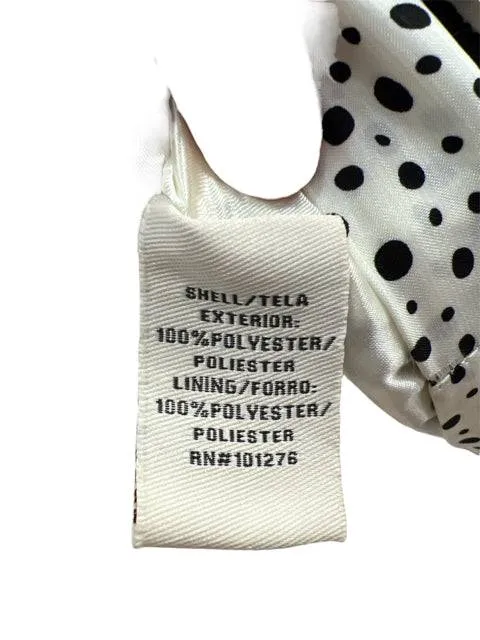 SHELL/TELA
EXTERIOR:
100%POLYESTER/
POLIESTER
LINING/FORRO:
100%POLYESTER/
POLIESTER
RN#101276